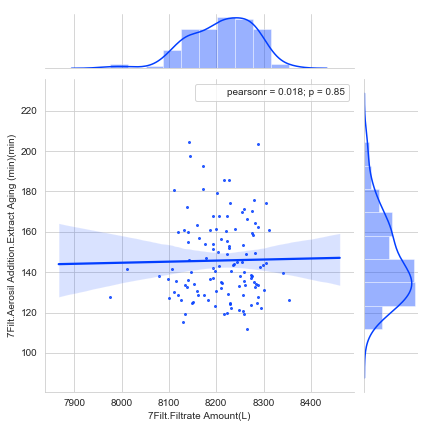 pearsonr = 0.018; p = 0.85
220
200
180
160
140
120
100
7Filt.Aerosil Addition.Extract Aging (min)(min)
7900 8000 8100 8200 8300 8400
7Filt.Filtrate Amount(L)